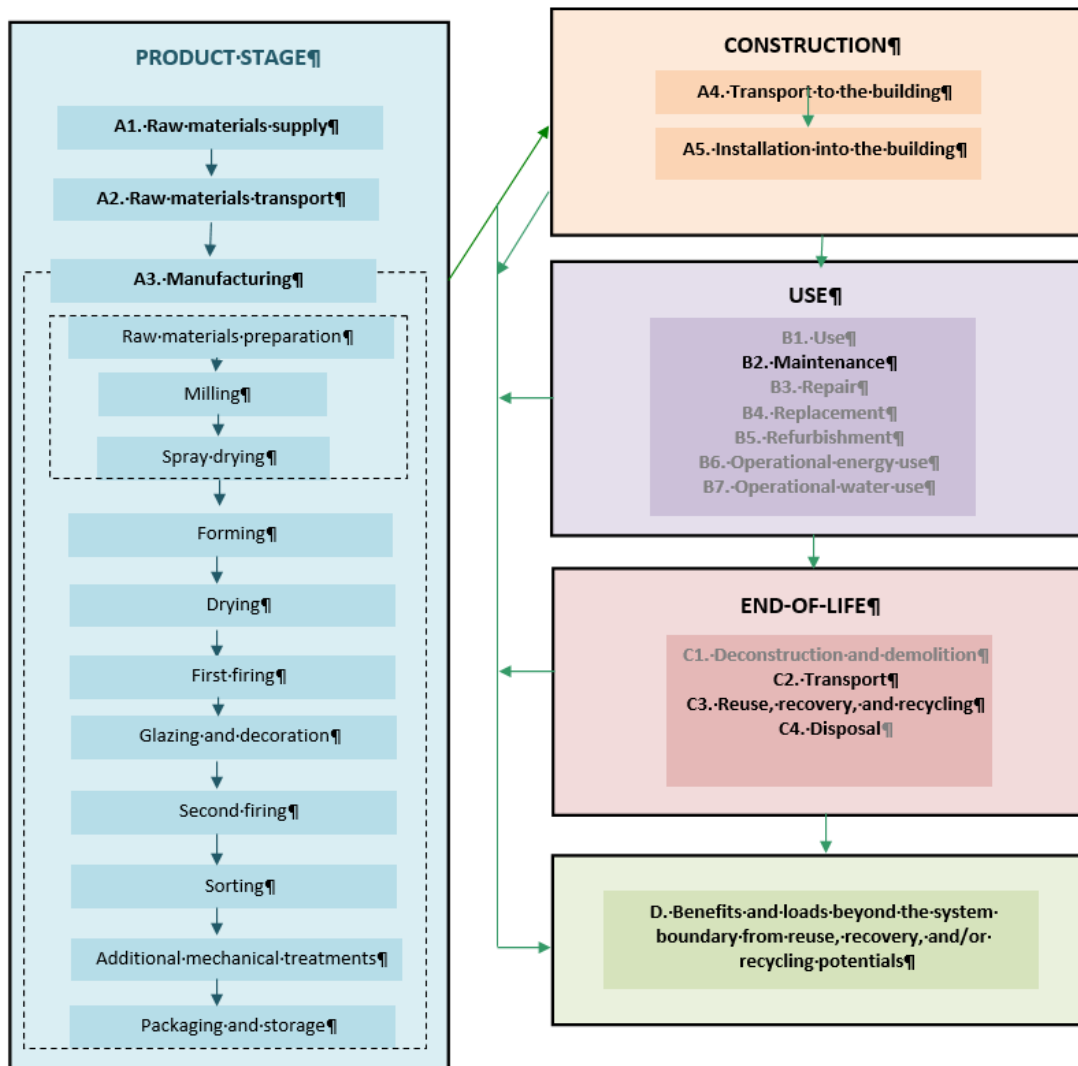 PRODUCT·STAGE¶
A1.·Raw·materials·supply¶
A2.·Raw·materials·transport¶
A3.·Manufacturing¶
Raw·materials·preparation¶
Milling¶
Spray·drying¶
Forming¶
Drying¶
First·firing¶
Glazing·and·decoration¶
Second·firing¶
Sorting¶
Additional·mechanical·treatments¶
Packaging·and·storage¶
CONSTRUCTION¶
A4.·Transport·to·the·building¶
A5.·Installation·into·the·building¶
USE¶
B1.·Use¶
B2.·Maintenance¶
B3.·Repair¶
B4.·Replacement¶
B5.·Refurbishment¶
B6.·Operational·energy·use¶
B7.·Operational·water·use¶
END-OF-LIFE¶
C1.·Deconstruction·and·demolition¶
C2.·Transport¶
C3.·Reuse,·recovery,·and·recycling¶
C4.·Disposal¶
D.·Benefits·and·loads·beyond·the·system·
boundary·from·reuse,·recovery,·and/or·
recycling·potentials¶